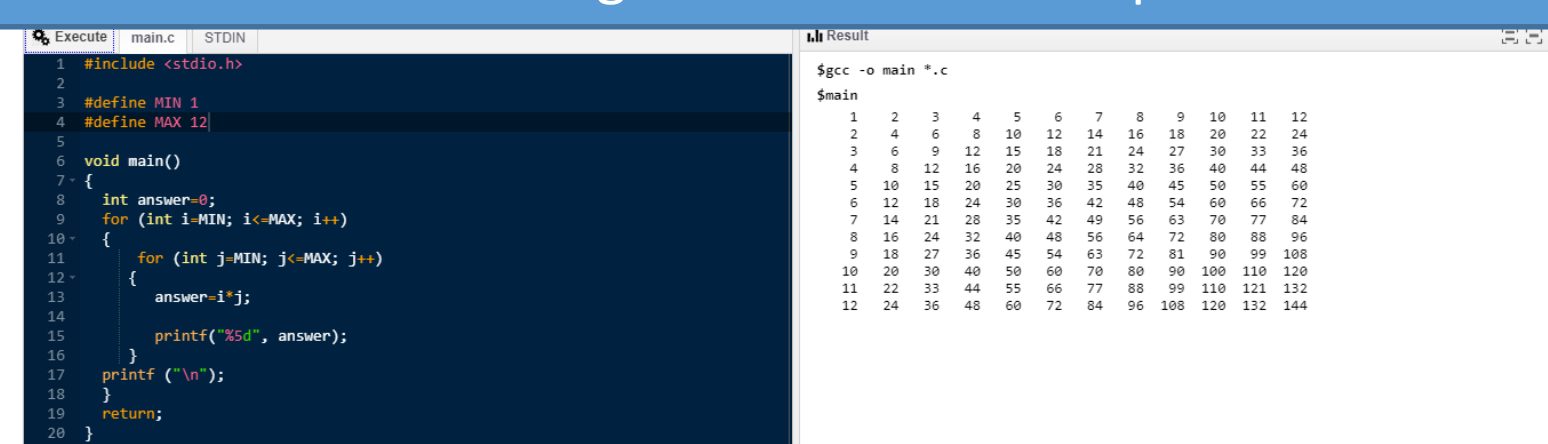 Execute main.c STDIN
1 #include <stdio.h>
2
3 #define MIN 1
4 #define MAX 12
5
6 void main()
7 {
8 int answer=0;
9 for (int i=MIN; i<=MAX; i++)
10 {
11 for (int j=MIN; j<=MAX; j++)
12 {
13 answer=i*j;
14
15 printf("%5d", answer);
16 }
17 printf ("\n");
18 }
19 return;
20 }
Result
$gcc -o main *.c
$main
1 2 3 4 5 6 7 8 9 10 11 12
2 4 6 8 10 12 14 16 18 20 22 24
3 6 9 12 15 18 21 24 27 30 33 36
4 8 12 16 20 24 28 32 36 40 44 48
5 10 15 20 25 30 35 40 45 50 55 60
6 12 18 24 30 36 42 48 54 60 66 72
7 14 21 28 35 42 49 56 63 70 77 84
8 16 24 32 40 48 56 64 72 80 88 96
9 18 27 36 45 54 63 72 81 90 99 108
10 20 30 40 50 60 70 80 90 100 110 120
11 22 33 44 55 66 77 88 99 110 121 132
12 24 36 48 60 72 84 96 108 120 132 144